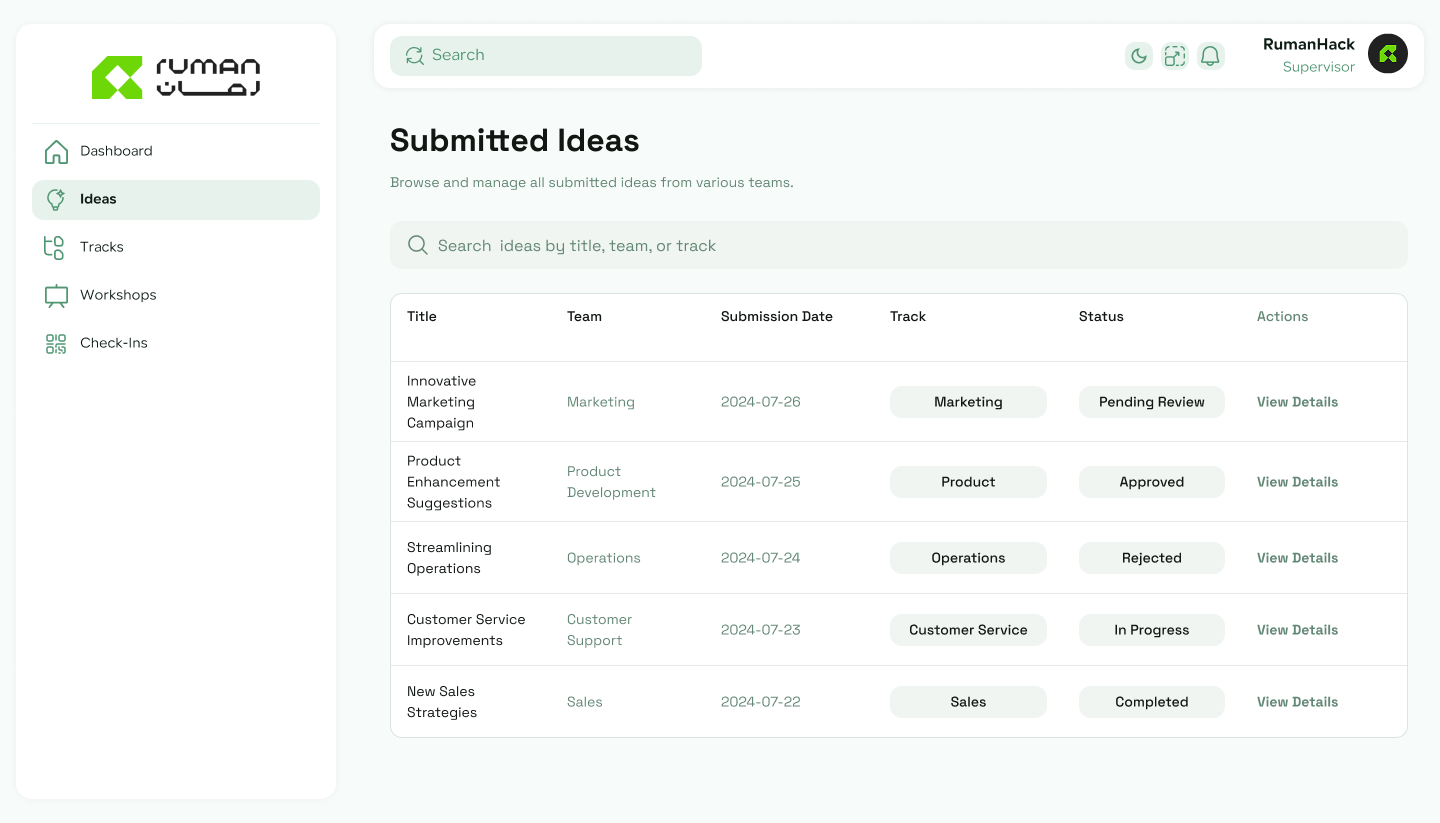 ruman
رمان
Dashboard
Ideas
Tracks
Workshops
Check-Ins
Search
RumanHack
Supervisor
Submitted Ideas
Browse and manage all submitted ideas from various teams.
Search  ideas by title, team, or track
Title Team Submission Date Track Status Actions
Innovative
Marketing
Campaign
Marketing
2024-07-26
Marketing
Pending Review
View Details
Product
Enhancement
Suggestions
Product
Development
2024-07-25
Product
Approved
View Details
Streamlining
Operations
Operations
2024-07-24
Operations
Rejected
View Details
Customer Service
Improvements
Customer
Support
2024-07-23
Customer Service
In Progress
View Details
New Sales
Strategies
Sales
2024-07-22
Sales
Completed
View Details